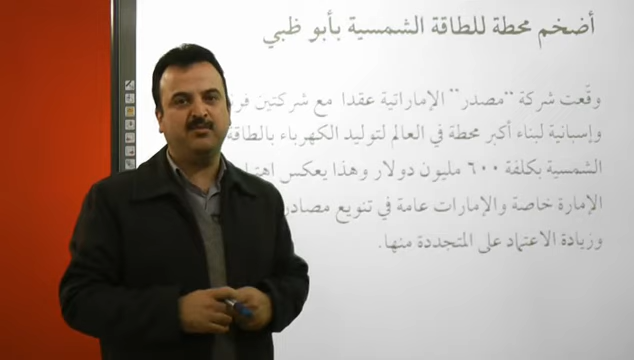 أضخم محطة للطاقة الشمسية بأبو ظبي
وقَعت شركة "مصدر" الإماراتية عقدا مع شركتين
وإسبانية لبناء أكبر محطة في العالم لتوليد الكهرباء بالطاقة
الشمسية بكلفة ٦٠٠ مليون دولار وهذا يعكس
الإمارة خاصة والإمارات عامة في تنويع مصادر
وزيادة الاعتماد على المتجددة منها.